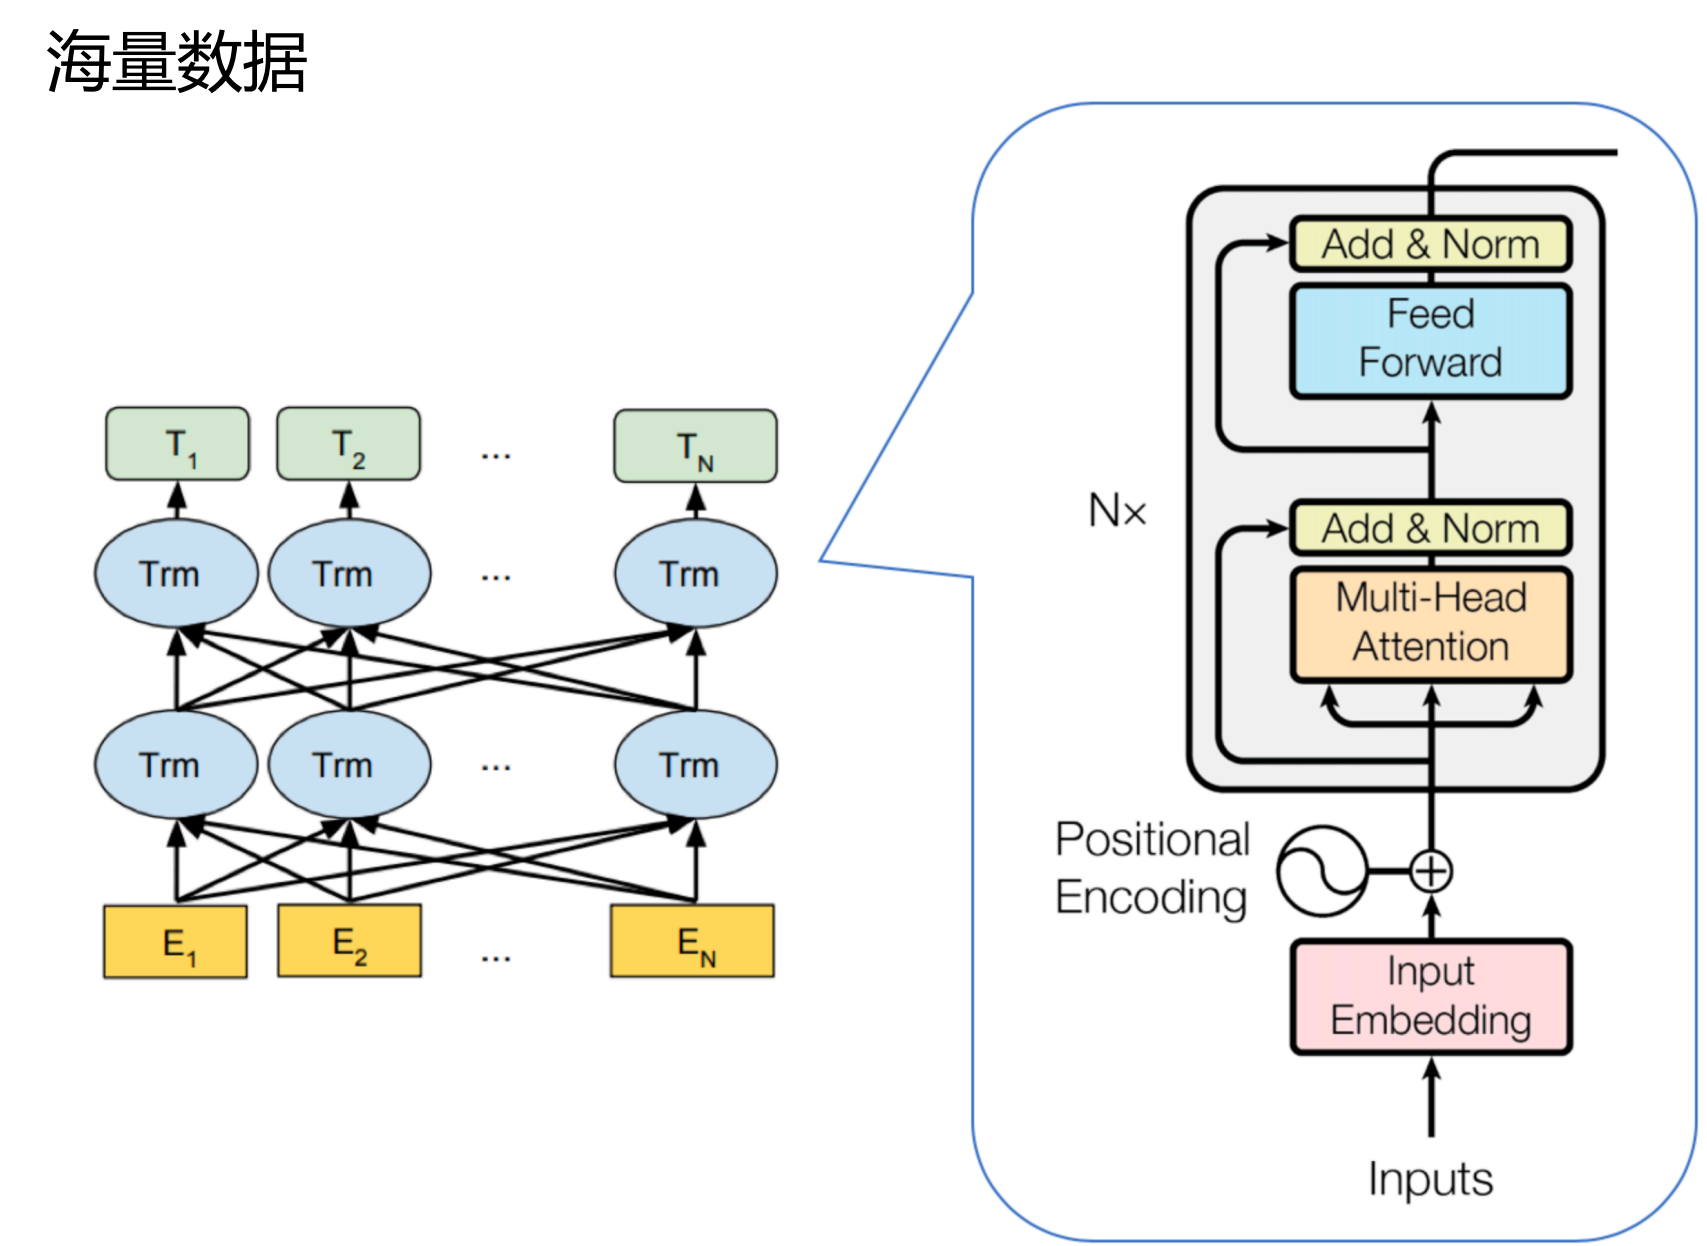 海量数据
T1 T2 ... TN
Trm Trm ... Trm
Trm Trm ... Trm
E1 E2 ... EN
Add & Norm
Feed
Forward
N×
Add & Norm
Multi-Head
Attention
Positional
Encoding
Input
Embedding
Inputs